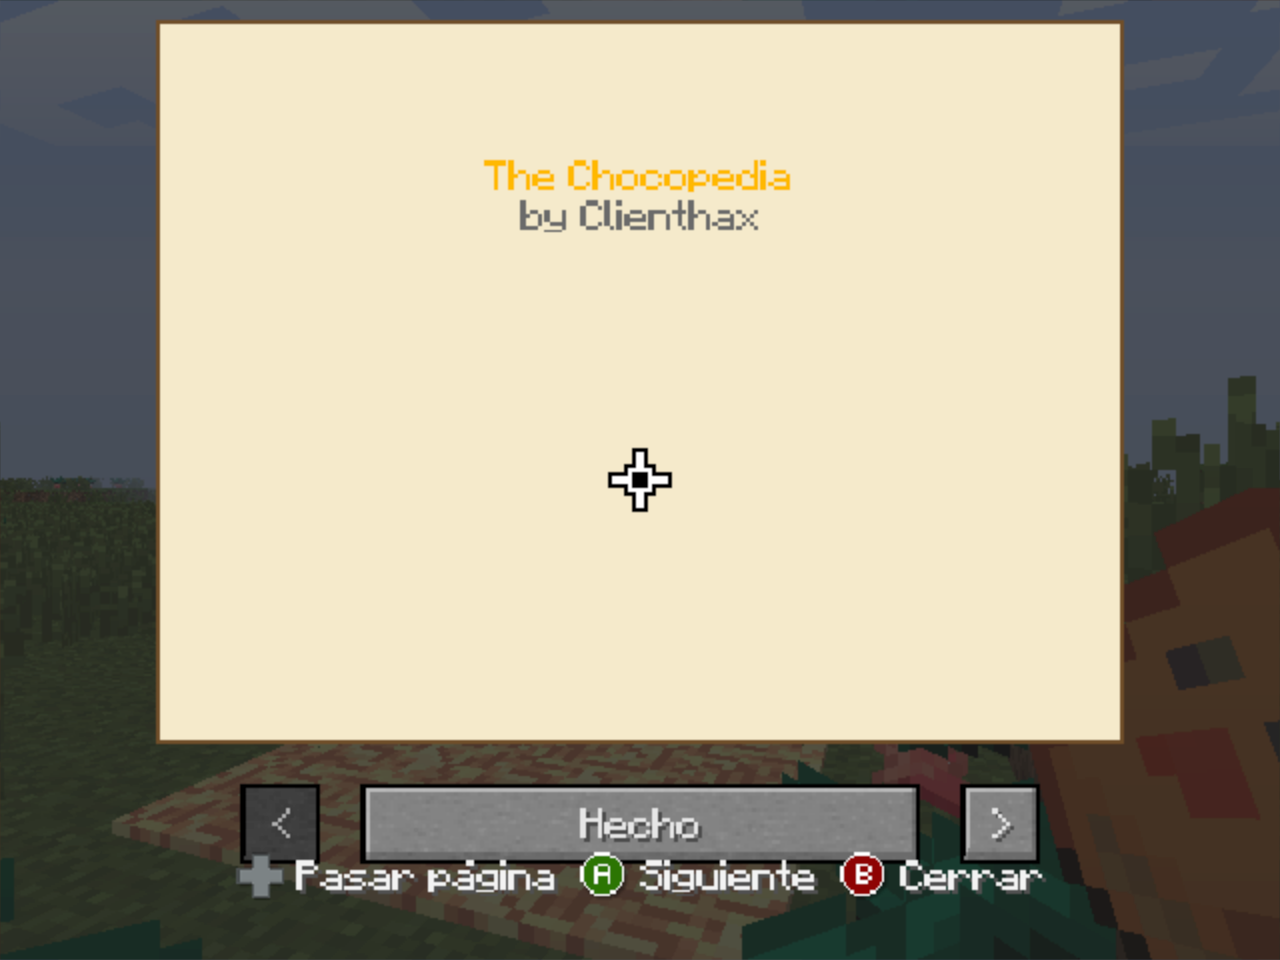 The Chocopedia
by Clienthax
<
Hecho
>
Pasar página A Siguiente B Cerrar